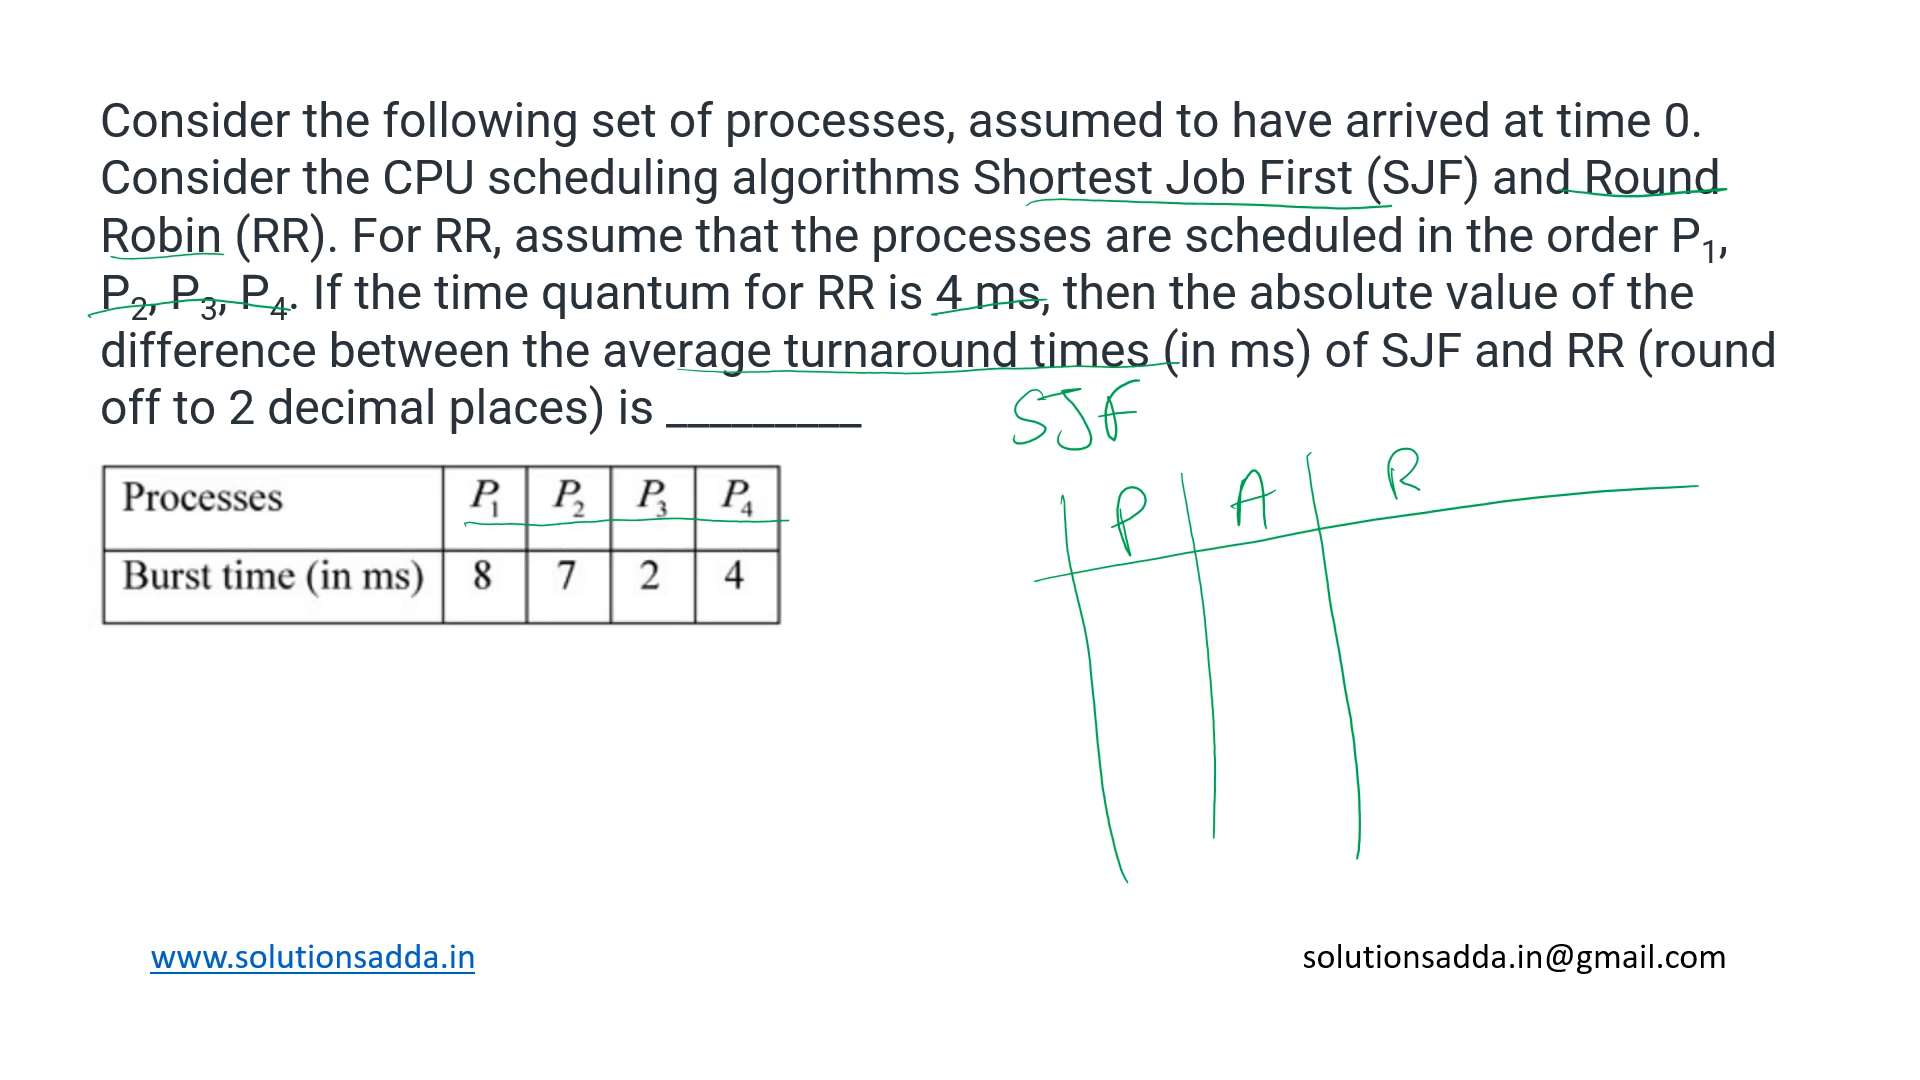 Consider the following set of processes, assumed to have arrived at time 0.
Consider the CPU scheduling algorithms Shortest Job First (SJF) and Round
Robin (RR). For RR, assume that the processes are scheduled in the order P₁,
P₂, P₃, P₄. If the time quantum for RR is 4 ms, then the absolute value of the
difference between the average turnaround times (in ms) of SJF and RR (round
off to 2 decimal places) is _________
SJF
P A R
Processes P₁ P₂ P₃ P₄
Burst time (in ms) 8 7 2 4
www.solutionsadda.in
solutionsadda.in@gmail.com